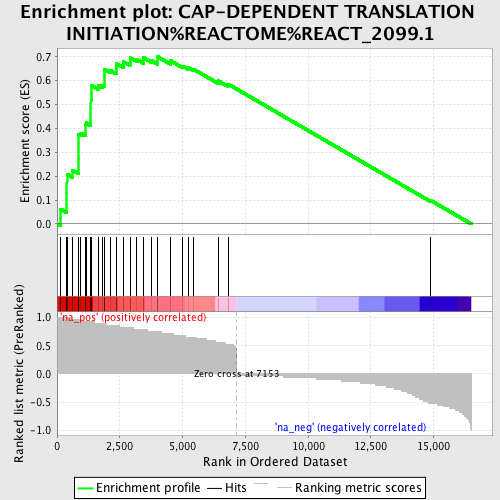 Enrichment plot: CAP-DEPENDENT TRANSLATION
INITIATION%REACTOME%REACT_2099.1
Enrichment score (ES)
0.7
0.6
0.5
0.4
0.3
0.2
0.1
0.0
'na_pos' (positively correlated)
Ranked list metric (PreRanked)
1.0
0.5
0.0
-0.5
-1.0
Zero cross at 7153
'na_neg' (negatively correlated)
0 2,500 5,000 7,500 10,000 12,500 15,000
Rank in Ordered Dataset
Enrichment profile Hits Ranking metric scores